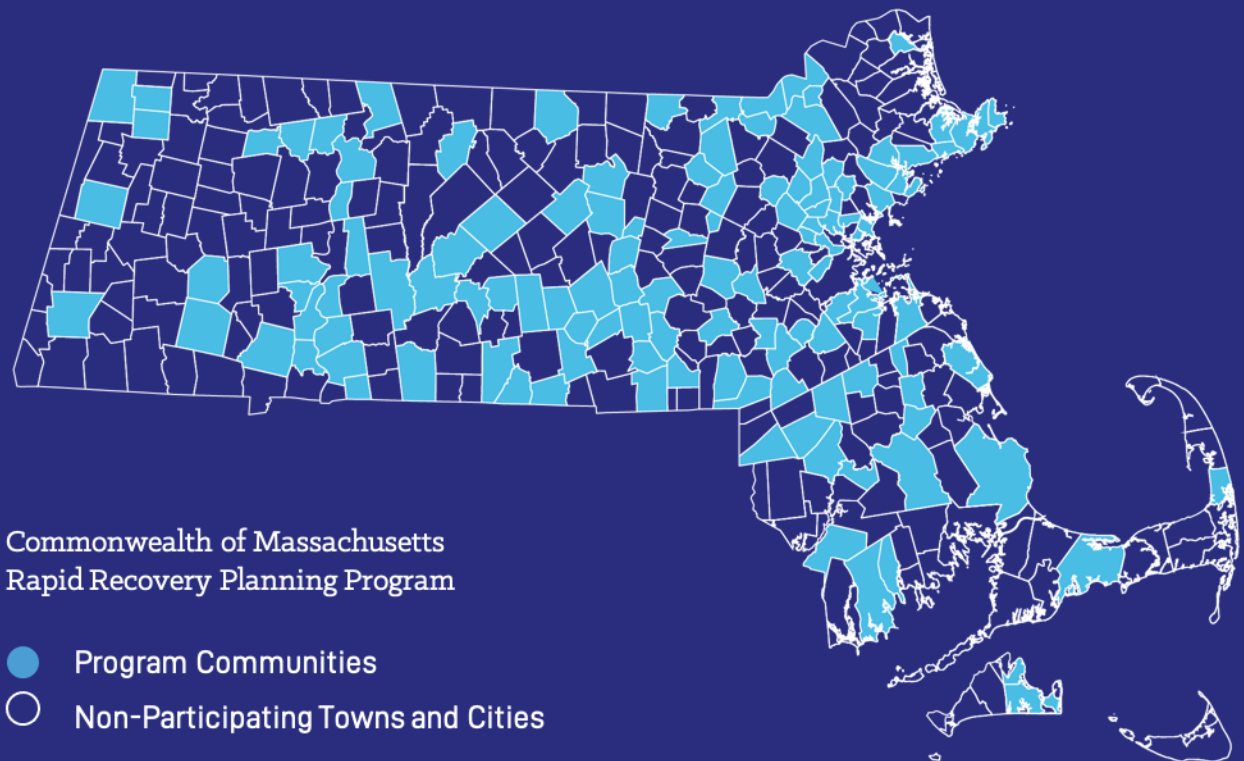 Commonwealth of Massachusetts
Rapid Recovery Planning Program
Program Communities
Non-Participating Towns and Cities